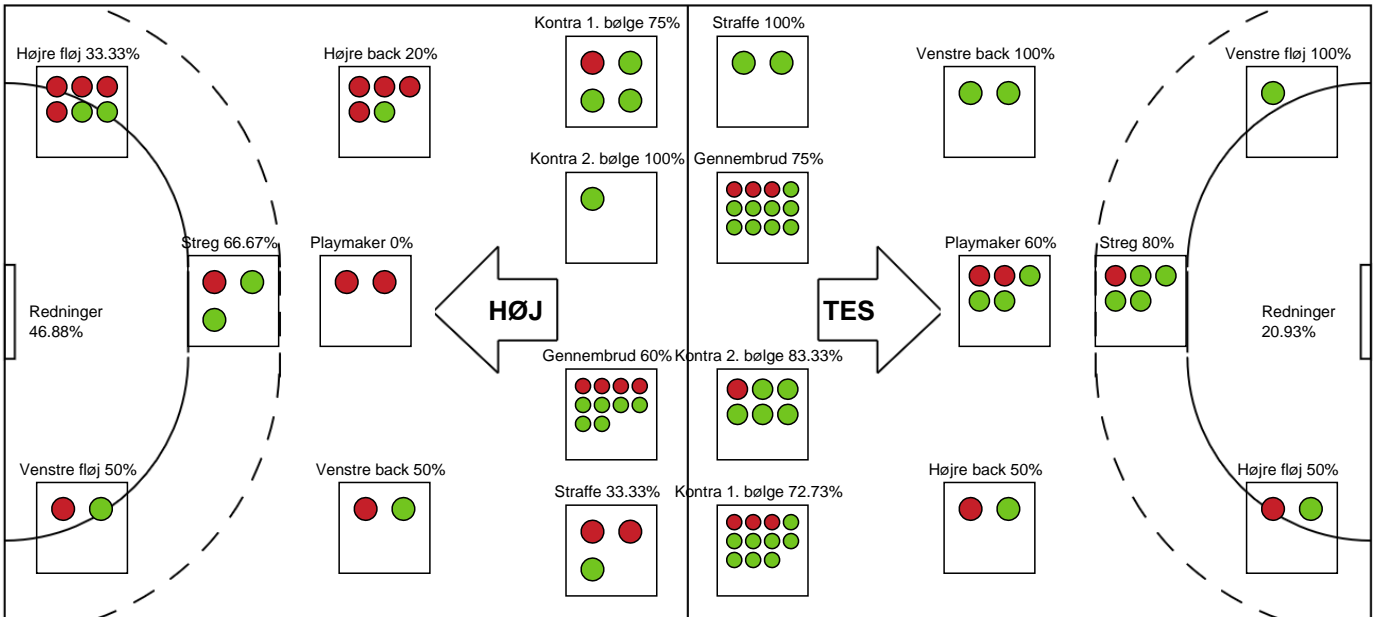 Kontra 1. bølge 75%
Straffe 100%
Højre fløj 33.33%
Højre back 20%
Venstre back 100%
Venstre fløj 100%
Kontra 2. bølge 100%
Gennembrud 75%
Streg 66.67%
Playmaker 0%
Playmaker 60%
Streg 80%
Redninger
46.88%
HØJ
TES
Redninger
20.93%
Gennembrud 60%
Kontra 2. bølge 83.33%
Venstre fløj 50%
Venstre back 50%
Højre back 50%
Højre fløj 50%
Straffe 33.33%
Kontra 1. bølge 72.73%